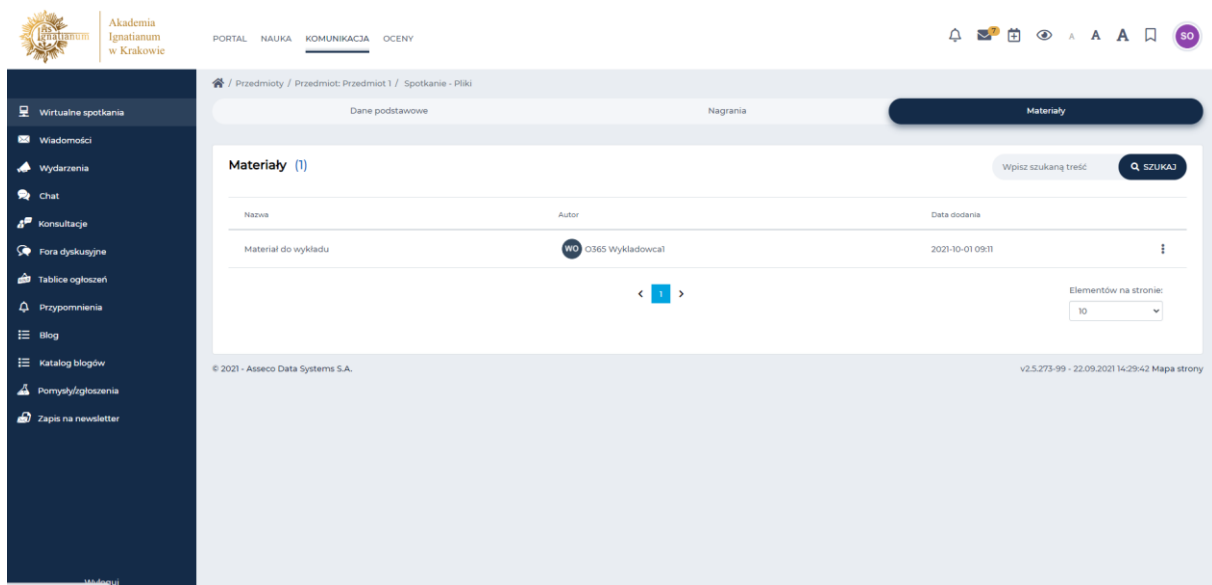 Ignatianum
Akademia
Ignatianum
w Krakowie
PORTAL NAUKA KOMUNIKACJA OCENY
7
A A A
SO
/ Przedmioty / Przedmiot: Przedmiot 1 / Spotkanie - Pliki
Dane podstawowe Nagrania Materiały
Wirtualne spotkania
Wiadomości
Wydarzenia
Chat
Konsultacje
Fora dyskusyjne
Tablice ogłoszeń
Przypomnienia
Blog
Katalog blogów
Pomysły/zgłoszenia
Zapis na newsletter
Wyloguj
Materiały (1)
Wpisz szukaną treść SZUKAJ
Nazwa Autor Data dodania
Materiał do wykładu WO O365 Wykladowca1 2021-10-01 09:11
1
Elementów na stronie:
10
© 2021 - Asseco Data Systems S.A. v2.5.273-99 - 22.09.2021 14:29:42 Mapa strony